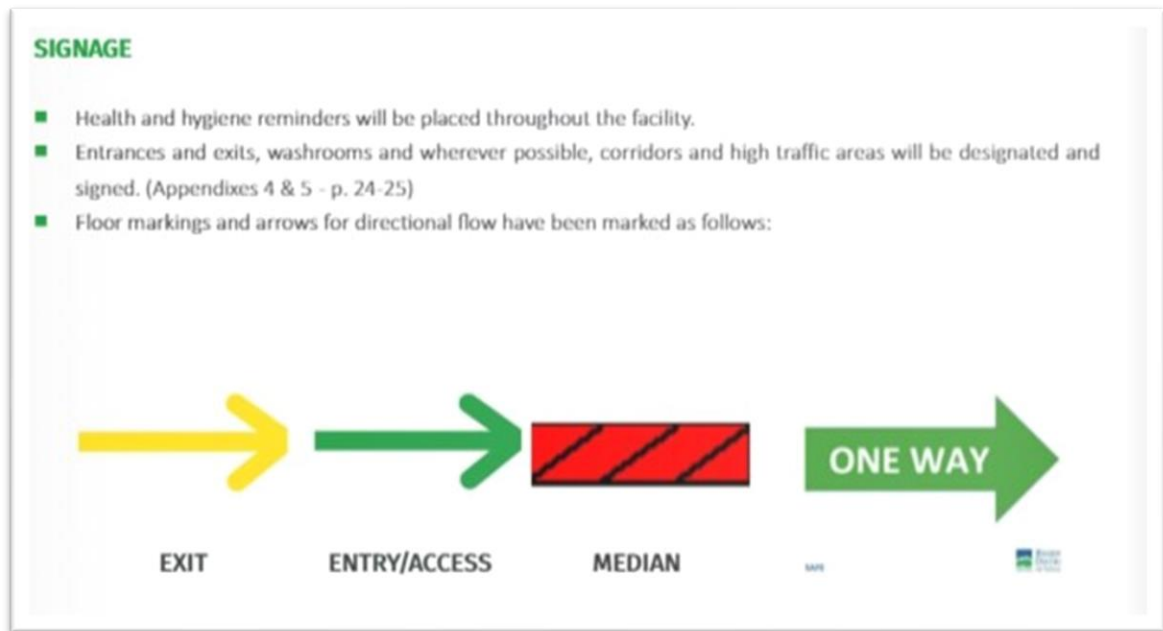 SIGNAGE
Health and hygiene reminders will be placed throughout the facility.
Entrances and exits, washrooms and wherever possible, corridors and high traffic areas will be designated and
signed. (Appendixes 4 & 5 - p. 24-25)
Floor markings and arrows for directional flow have been marked as follows:
ONE WAY
EXIT ENTRY/ACCESS MEDIAN
SAFE